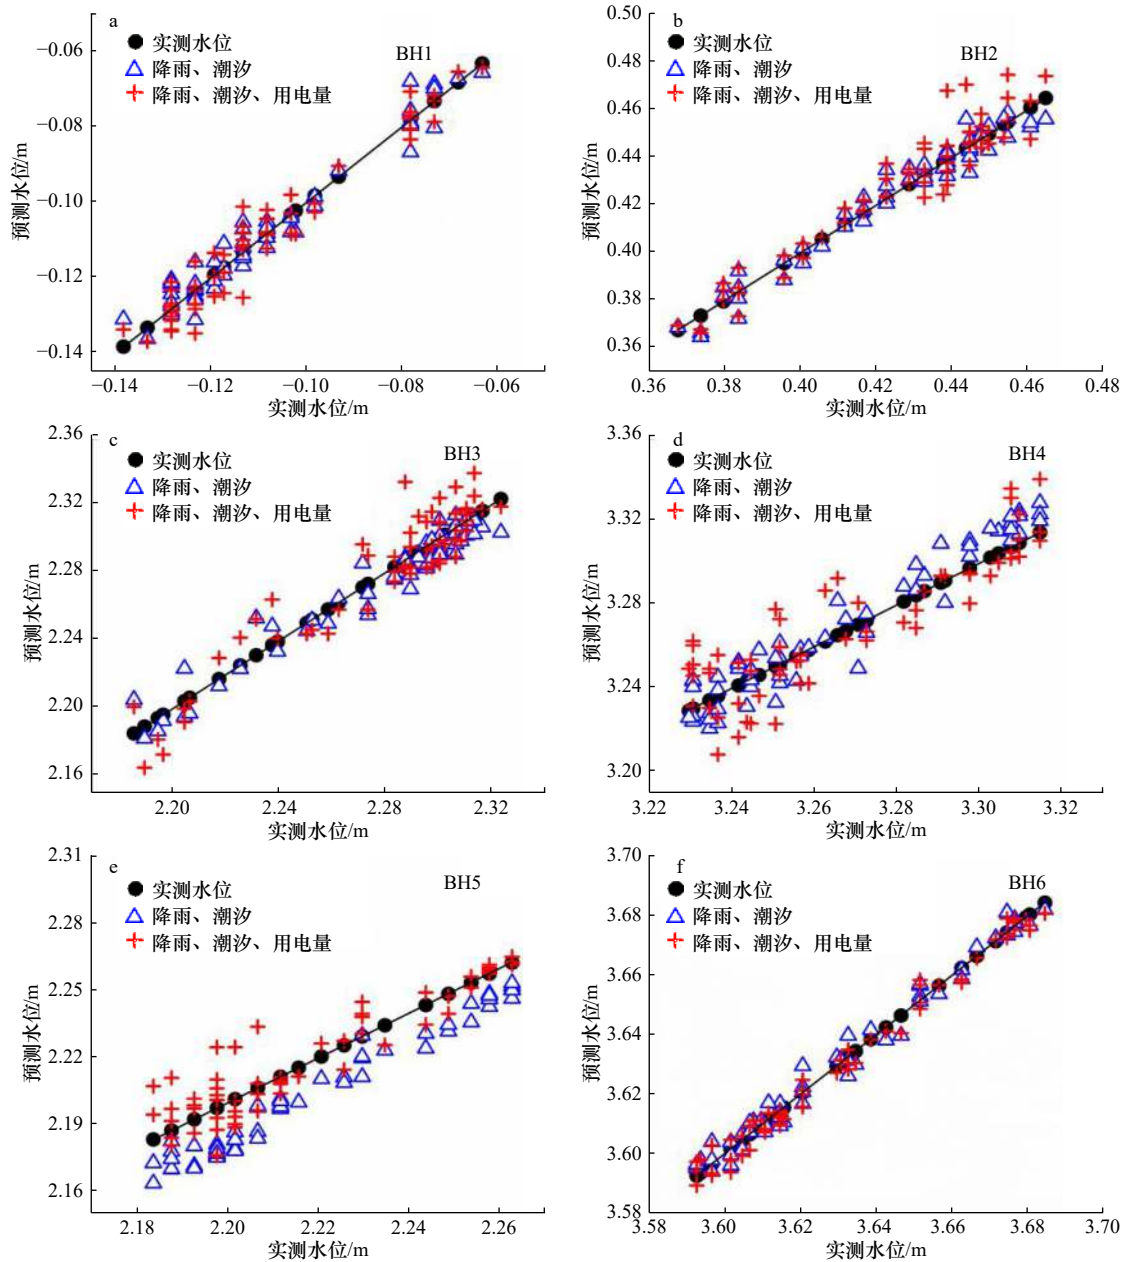 a
BH1
实测水位
降雨、潮汐
降雨、潮汐、用电量
−0.06
−0.08
−0.10
−0.12
−0.14
预测水位/m
−0.14 −0.12 −0.10 −0.08 −0.06
实测水位/m
b
BH2
实测水位
降雨、潮汐
降雨、潮汐、用电量
0.50
0.48
0.46
0.44
0.42
0.40
0.38
0.36
预测水位/m
0.36 0.38 0.40 0.42 0.44 0.46 0.48
实测水位/m
c
BH3
实测水位
降雨、潮汐
降雨、潮汐、用电量
2.36
2.32
2.28
2.24
2.20
2.16
预测水位/m
2.20 2.24 2.28 2.32
实测水位/m
d
BH4
实测水位
降雨、潮汐
降雨、潮汐、用电量
3.36
3.32
3.28
3.24
3.20
预测水位/m
3.22 3.24 3.26 3.28 3.30 3.32
实测水位/m
e
BH5
实测水位
降雨、潮汐
降雨、潮汐、用电量
2.31
2.28
2.25
2.22
2.19
2.16
预测水位/m
2.18 2.20 2.22 2.24 2.26
实测水位/m
f
BH6
实测水位
降雨、潮汐
降雨、潮汐、用电量
3.70
3.68
3.66
3.64
3.62
3.60
3.58
预测水位/m
3.58 3.60 3.62 3.64 3.66 3.68 3.70
实测水位/m